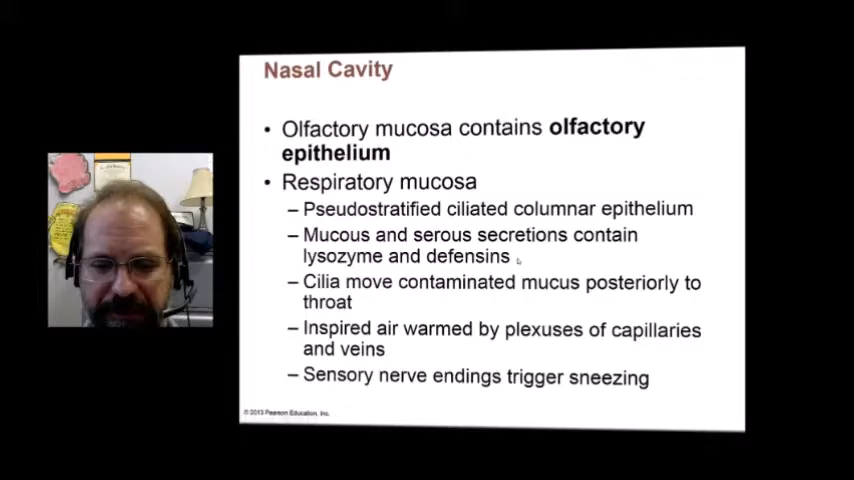 Nasal Cavity
• Olfactory mucosa contains olfactory
epithelium
• Respiratory mucosa
– Pseudostratified ciliated columnar epithelium
– Mucous and serous secretions contain
lysozyme and defensins
– Cilia move contaminated mucus posteriorly to
throat
– Inspired air warmed by plexuses of capillaries
and veins
– Sensory nerve endings trigger sneezing
© 2013 Pearson Education, Inc.